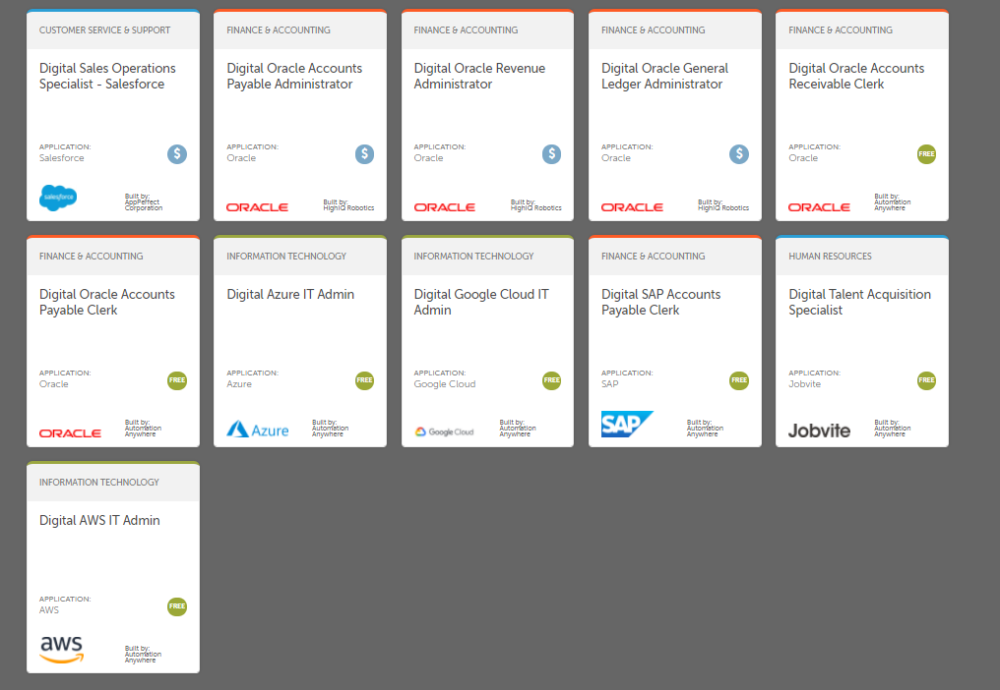 CUSTOMER SERVICE & SUPPORT
Digital Sales Operations
Specialist - Salesforce
APPLICATION:
Salesforce
$
salesforce
Built by:
AppPerfect
Corporation
FINANCE & ACCOUNTING
Digital Oracle Accounts
Payable Administrator
APPLICATION:
Oracle
$
ORACLE
Built by:
HighIQ Robotics
FINANCE & ACCOUNTING
Digital Oracle Revenue
Administrator
APPLICATION:
Oracle
$
ORACLE
Built by:
HighIQ Robotics
FINANCE & ACCOUNTING
Digital Oracle General
Ledger Administrator
APPLICATION:
Oracle
$
ORACLE
Built by:
HighIQ Robotics
FINANCE & ACCOUNTING
Digital Oracle Accounts
Receivable Clerk
APPLICATION:
Oracle
FREE
ORACLE
Built by:
Automation
Anywhere
FINANCE & ACCOUNTING
Digital Oracle Accounts
Payable Clerk
APPLICATION:
Oracle
FREE
ORACLE
Built by:
Automation
Anywhere
INFORMATION TECHNOLOGY
Digital Azure IT Admin
APPLICATION:
Azure
FREE
Azure
Built by:
Automation
Anywhere
INFORMATION TECHNOLOGY
Digital Google Cloud IT
Admin
APPLICATION:
Google Cloud
FREE
Google Cloud
Built by:
Automation
Anywhere
FINANCE & ACCOUNTING
Digital SAP Accounts
Payable Clerk
APPLICATION:
SAP
FREE
SAP
Built by:
Automation
Anywhere
HUMAN RESOURCES
Digital Talent Acquisition
Specialist
APPLICATION:
Jobvite
FREE
Jobvite
Built by:
Automation
Anywhere
INFORMATION TECHNOLOGY
Digital AWS IT Admin
APPLICATION:
AWS
FREE
aws
Built by:
Automation
Anywhere